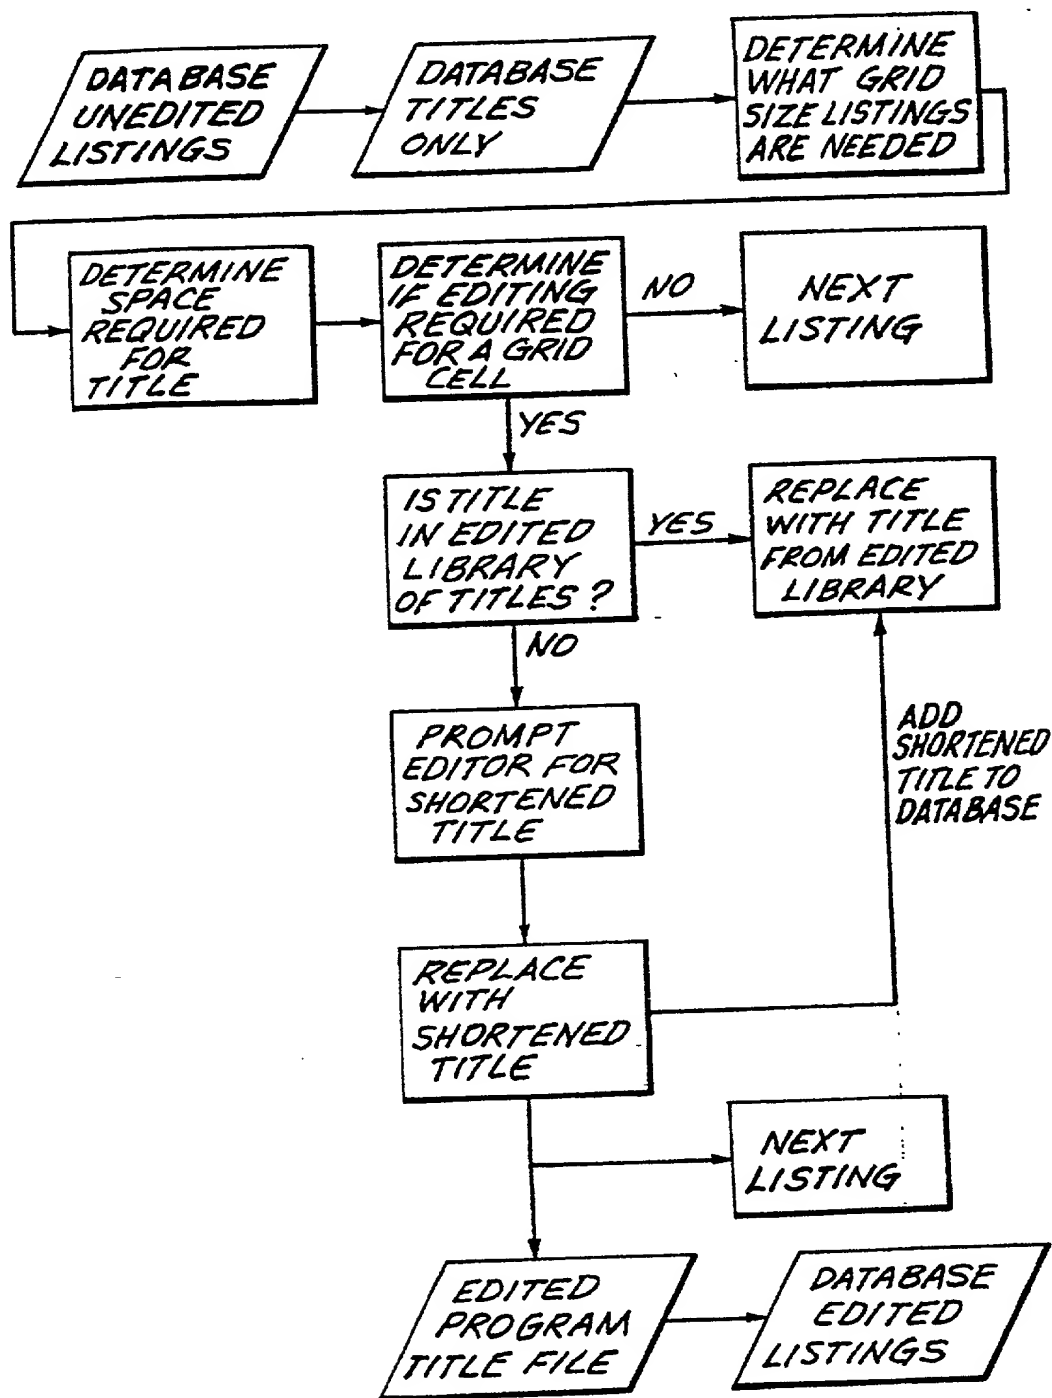 DATABASE
UNEDITED
LISTINGS
DATABASE
TITLES
ONLY
DETERMINE
WHAT GRID
SIZE LISTINGS
ARE NEEDED
DETERMINE
SPACE
REQUIRED
FOR
TITLE
DETERMINE
IF EDITING
REQUIRED
FOR A GRID
CELL
NO
NEXT
LISTING
YES
IS TITLE
IN EDITED
LIBRARY
OF TITLES ?
YES
REPLACE
WITH TITLE
FROM EDITED
LIBRARY
NO
PROMPT
EDITOR FOR
SHORTENED
TITLE
ADD
SHORTENED
TITLE TO
DATABASE
REPLACE
WITH
SHORTENED
TITLE
NEXT
LISTING
EDITED
PROGRAM
TITLE FILE
DATABASE
EDITED
LISTINGS